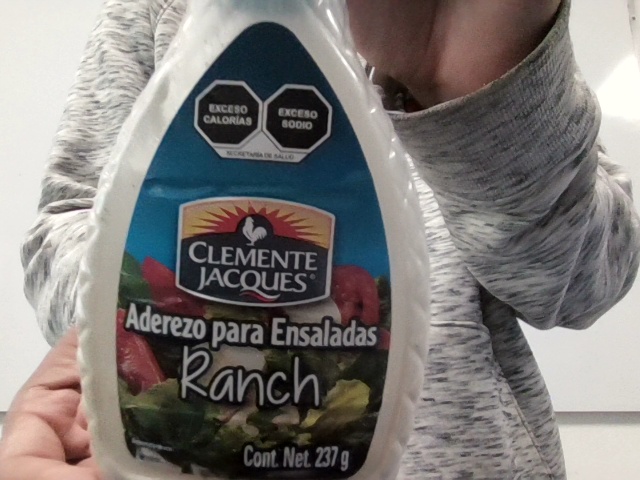 EXCESO
CALORÍAS
EXCESO
SODIO
SECRETARÍA DE SALUD
CLEMENTE
JACQUES®
Aderezo para Ensaladas
Ranch
Cont. Net. 237 g